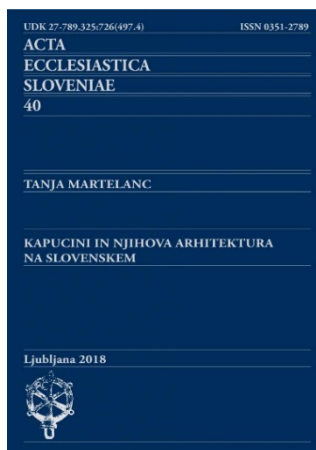 UDK 27-789.325:726(497.4) ISSN 0351-2789
ACTA
ECCLESIASTICA
SLOVENIAE
40
TANJA MARTELANC
KAPUCINI IN NJIHOVA ARHITEKTURA
NA SLOVENSKEM
Ljubljana 2018